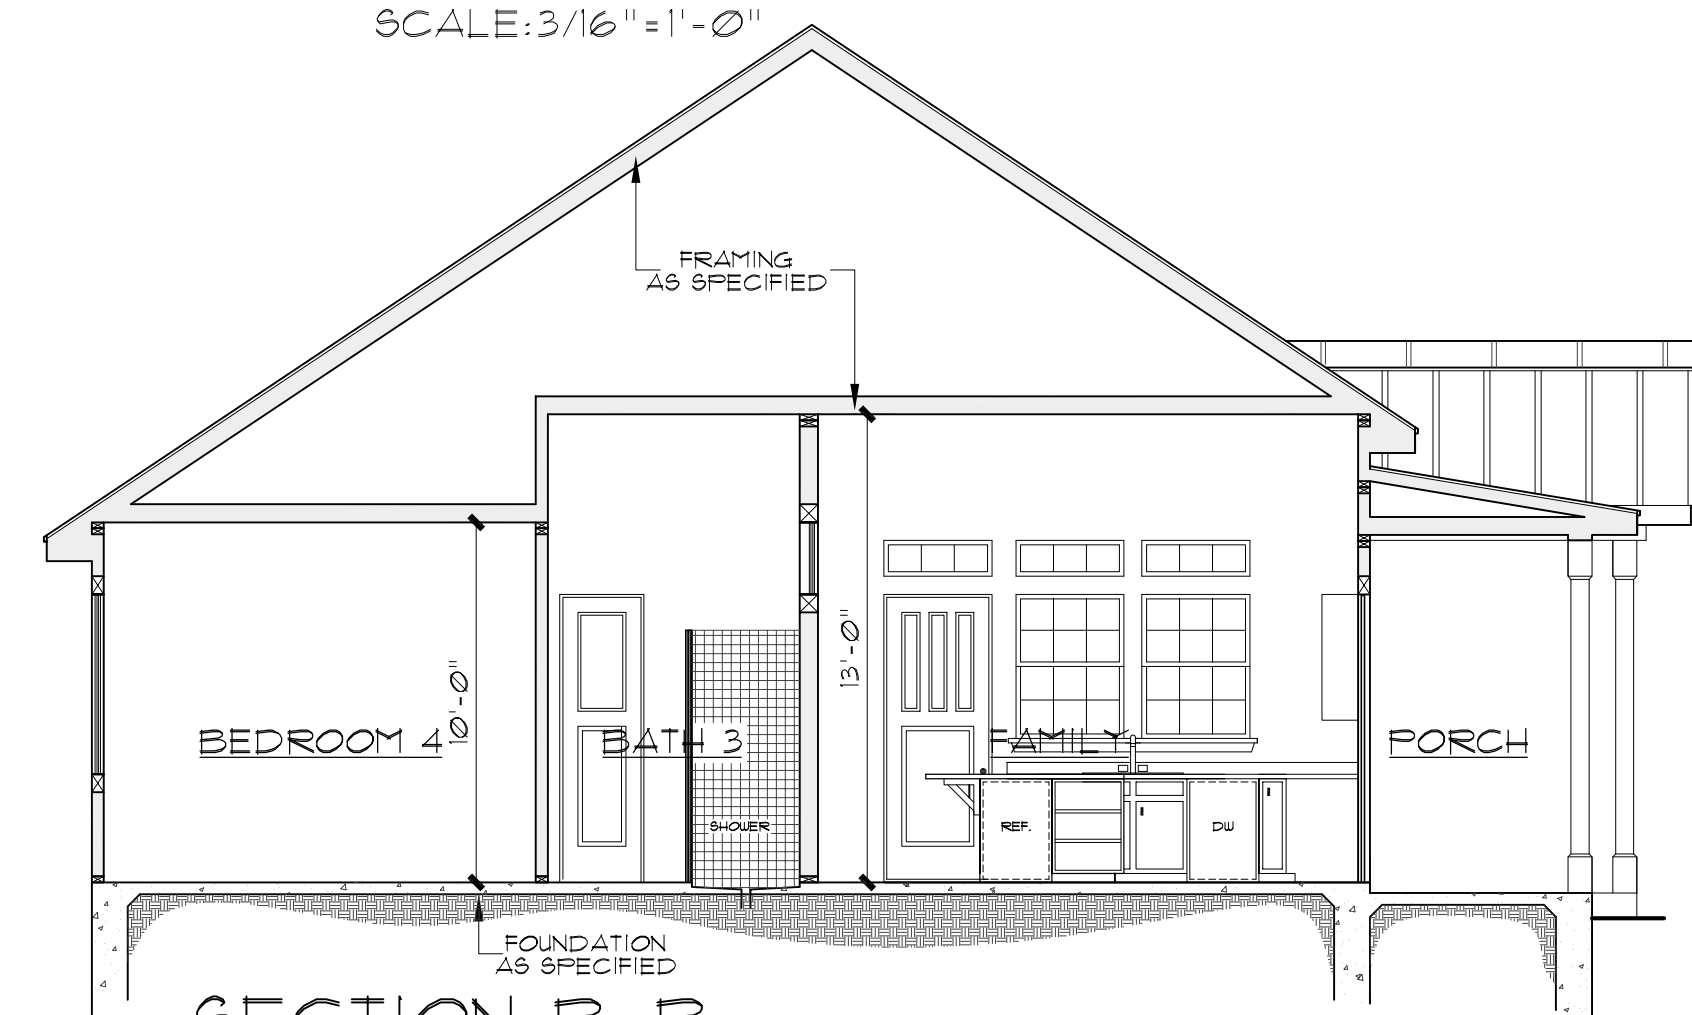 SCALE: 3/16"=1'-0"
FRAMING
AS SPECIFIED
10'-0"
13'-0"
BEDROOM 4
BATH 3
FAMILY
PORCH
SHOWER
REF.
DW
FOUNDATION
AS SPECIFIED
SECTION B-B